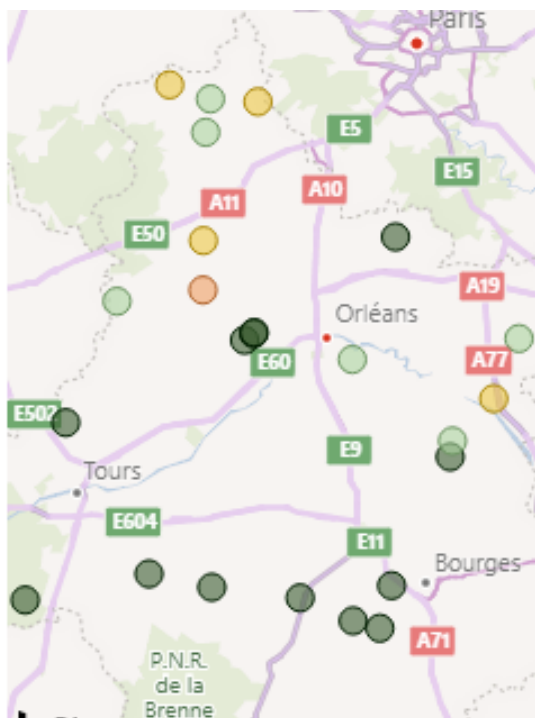 Paris
E5
E15
A10
A11
E50
A19
Orléans
A77
E60
E502
E9
Tours
E604
E11
Bourges
A71
P.N.R.
de la
Brenne